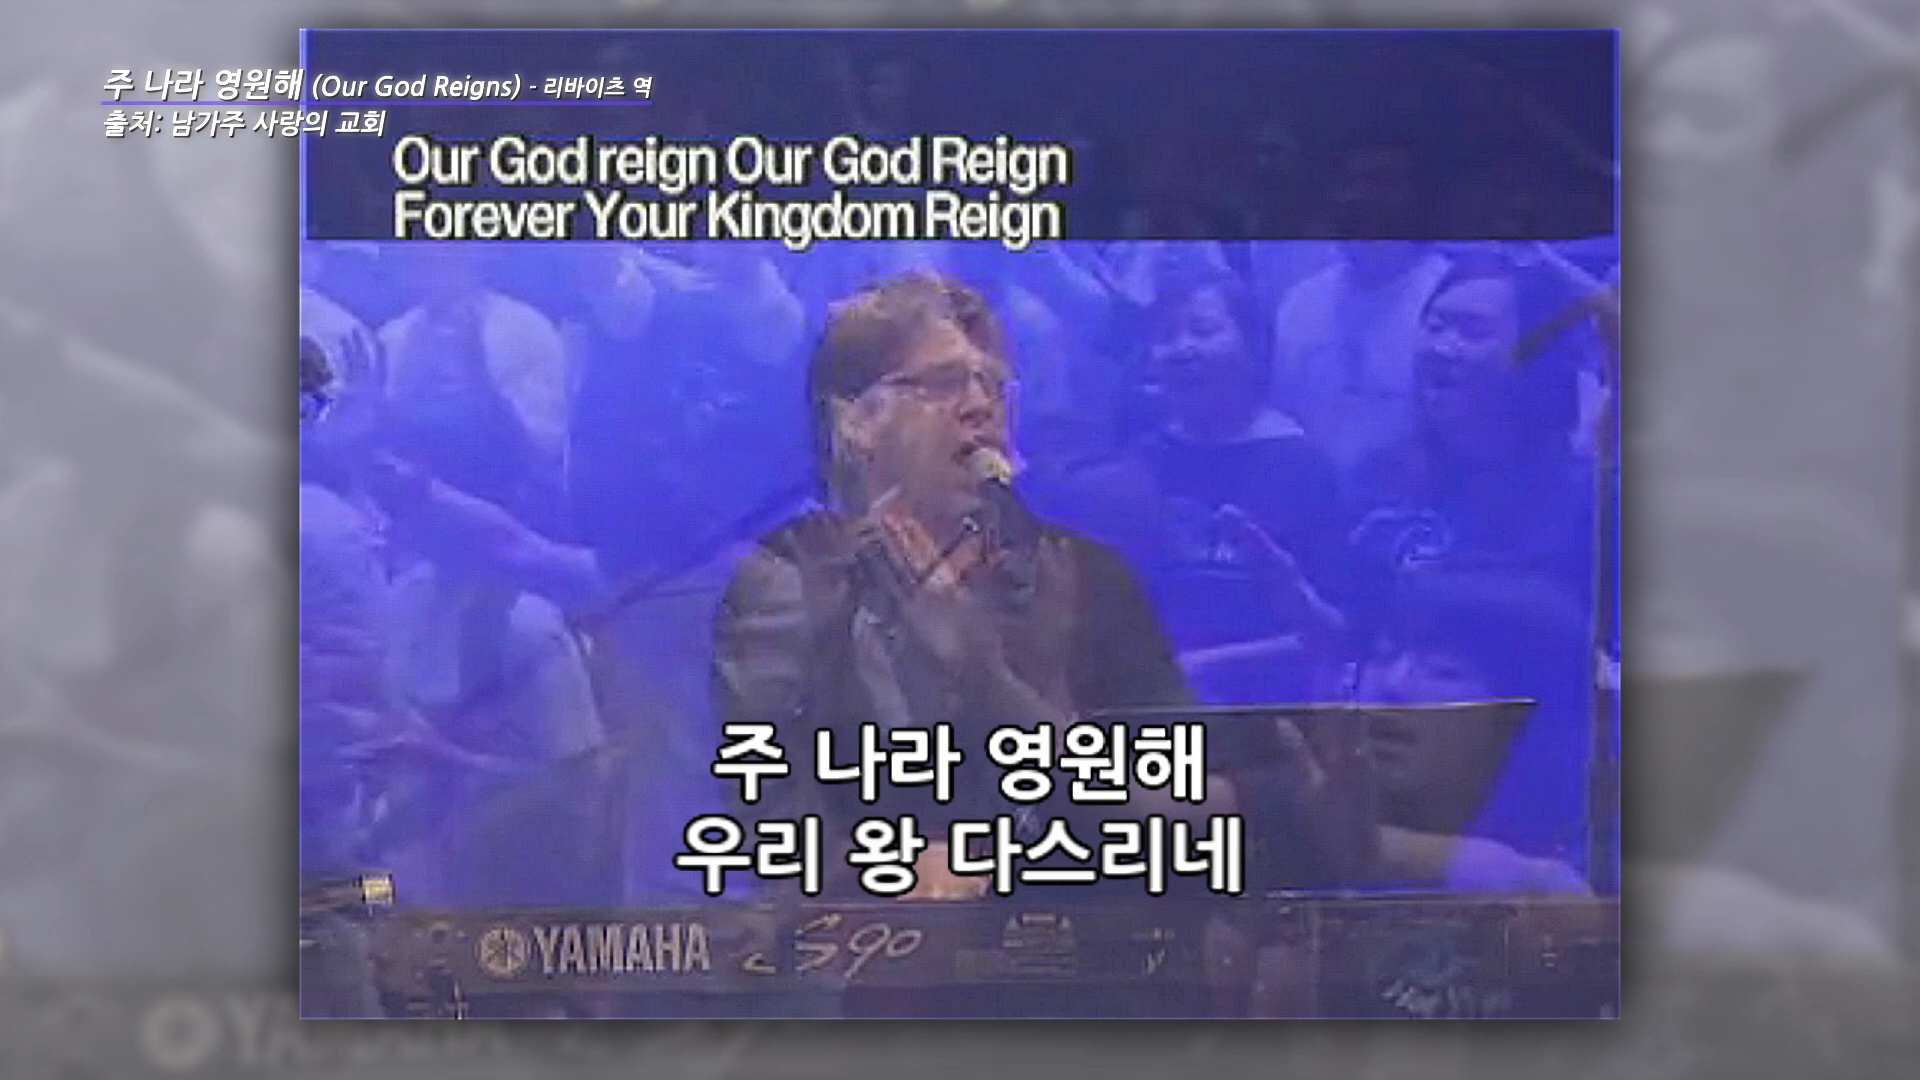 주 나라 영원해 (Our God Reigns) - 리바이츠 역
출처: 남가주 사랑의 교회
Our God reign Our God Reign
Forever Your Kingdom Reign
주 나라 영원해
우리 왕 다스리네
YAMAHA S90